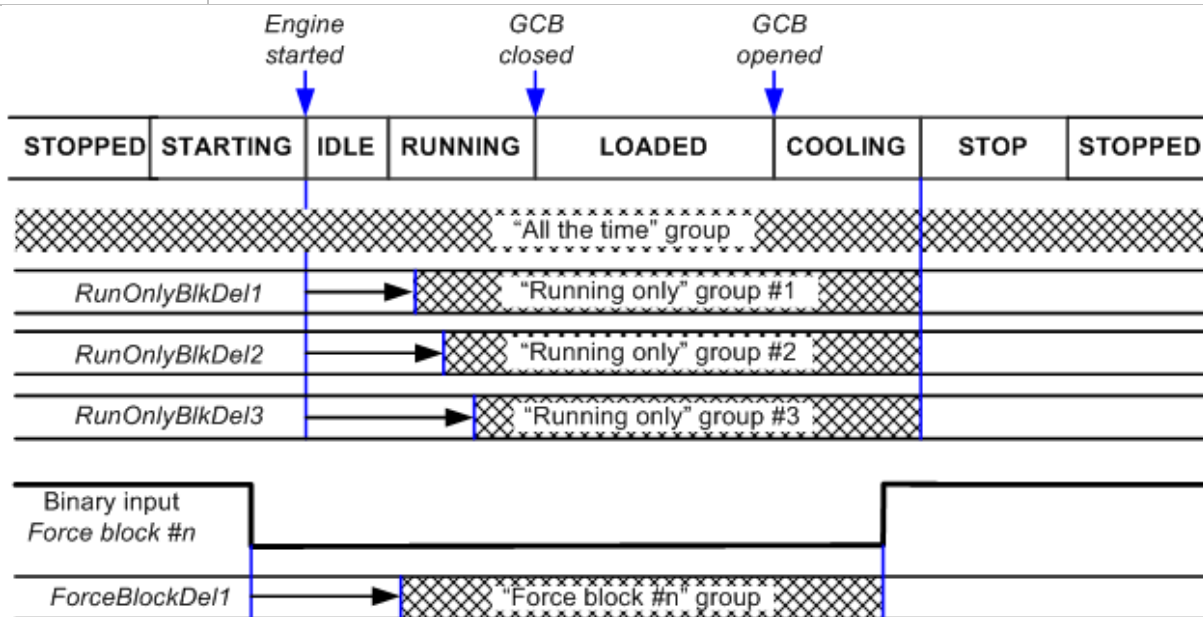 Engine started
GCB closed
GCB opened
STOPPED STARTING IDLE RUNNING LOADED COOLING STOP STOPPED
“All the time” group
RunOnlyBlkDel1 “Running only” group #1
RunOnlyBlkDel2 “Running only” group #2
RunOnlyBlkDel3 “Running only” group #3
Binary input
Force block #n
ForceBlockDel1 “Force block #n” group